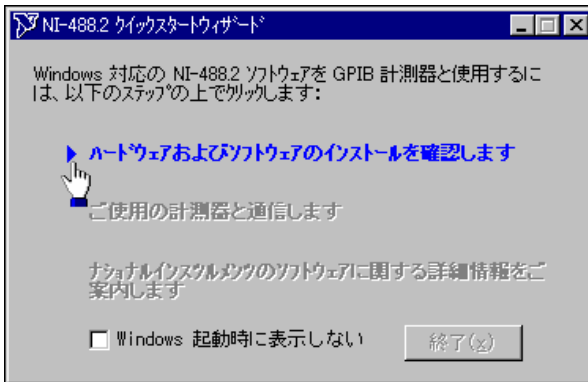 NI-488.2 クイックスタートウィザード
Windows 対応の NI-488.2 ソフトウェアを GPIB 計測器と使用するに
は、以下のステップの上でクリックします:
ハードウェアおよびソフトウェアのインストールを確認します
ご使用の計測器と通信します
ナショナルインスツルメンツのソフトウェアに関する詳細情報をご
案内します
Windows 起動時に表示しない
終了(x)